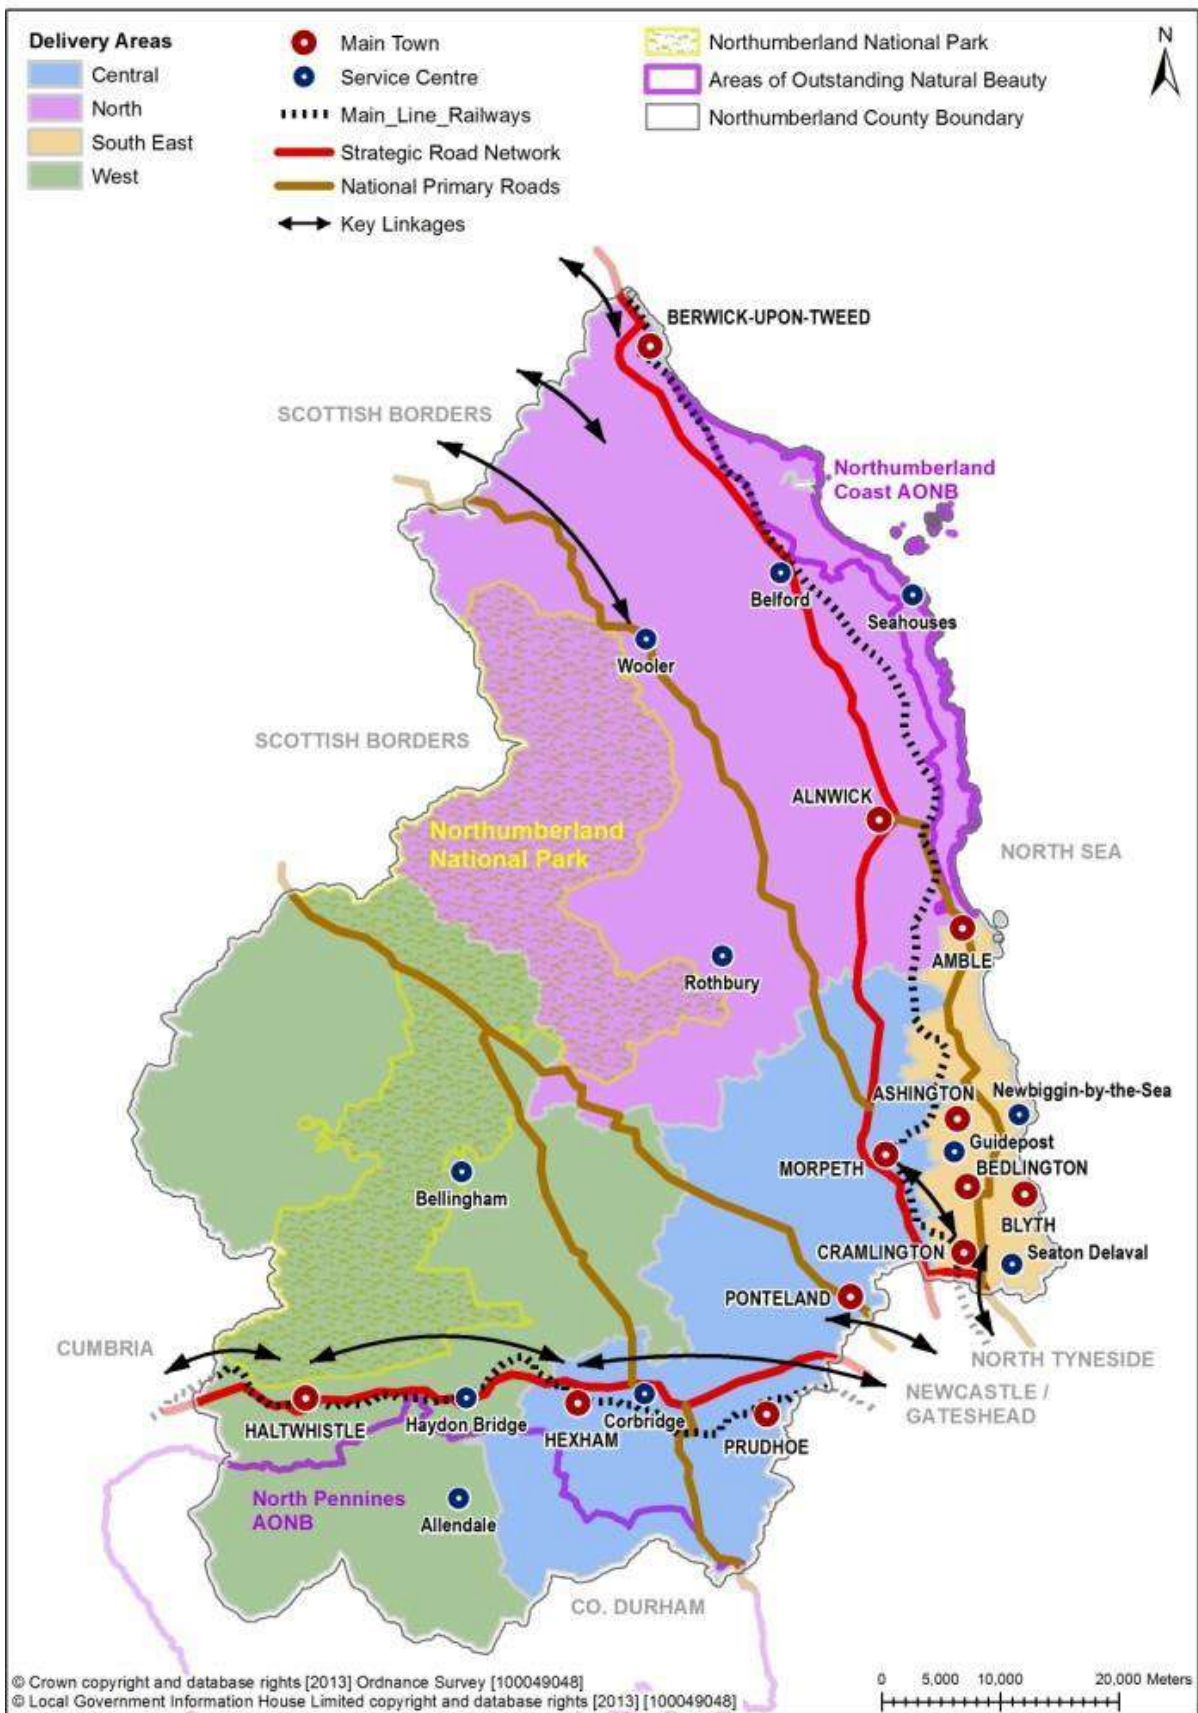 Delivery Areas
Central
North
South East
West
Main Town
Service Centre
Main_Line_Railways
Strategic Road Network
National Primary Roads
Key Linkages
Northumberland National Park
Areas of Outstanding Natural Beauty
Northumberland County Boundary
N
BERWICK-UPON-TWEED
SCOTTISH BORDERS
Northumberland
Coast AONB
Belford
Seahouses
Wooler
SCOTTISH BORDERS
ALNWICK
Northumberland
National Park
NORTH SEA
AMBLE
Rothbury
ASHINGTON
Newbiggin-by-the-Sea
Guidepost
MORPETH
BEDLINGTON
Bellingham
BLYTH
CRAMLINGTON
Seaton Delaval
PONTELAND
CUMBRIA
NORTH TYNESIDE
NEWCASTLE /
GATESHEAD
HALTWHISTLE
Haydon Bridge
HEXHAM
Corbridge
PRUDHOE
North Pennines
AONB
Allendale
CO. DURHAM
© Crown copyright and database rights [2013] Ordnance Survey [100049048]
© Local Government Information House Limited copyright and database rights [2013] [100049048]
0 5,000 10,000 20,000 Meters